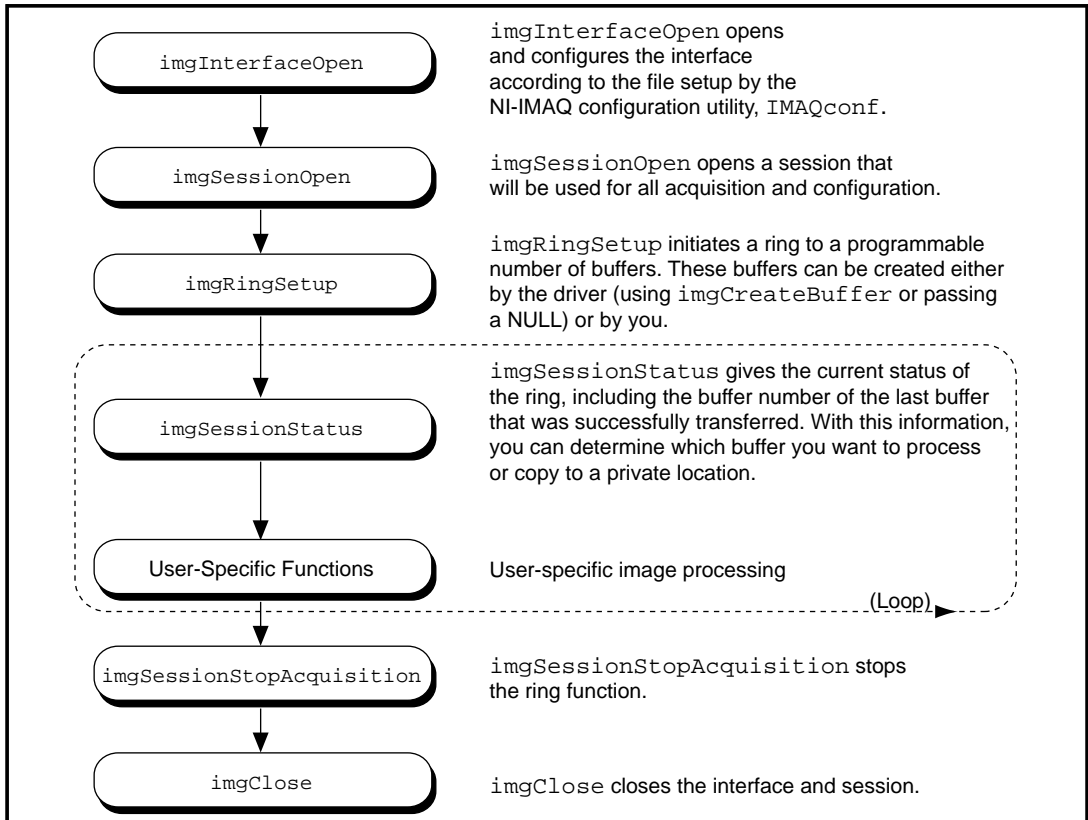 imgInterfaceOpen
imgInterfaceOpen opens
and configures the interface
according to the file setup by the
NI-IMAQ configuration utility, IMAQconf.
imgSessionOpen
imgSessionOpen opens a session that
will be used for all acquisition and configuration.
imgRingSetup
imgRingSetup initiates a ring to a programmable
number of buffers. These buffers can be created either
by the driver (using imgCreateBuffer or passing
a NULL) or by you.
imgSessionStatus
imgSessionStatus gives the current status of
the ring, including the buffer number of the last buffer
that was successfully transferred. With this information,
you can determine which buffer you want to process
or copy to a private location.
User-Specific Functions
User-specific image processing
(Loop)
imgSessionStopAcquisition
imgSessionStopAcquisition stops
the ring function.
imgClose
imgClose closes the interface and session.